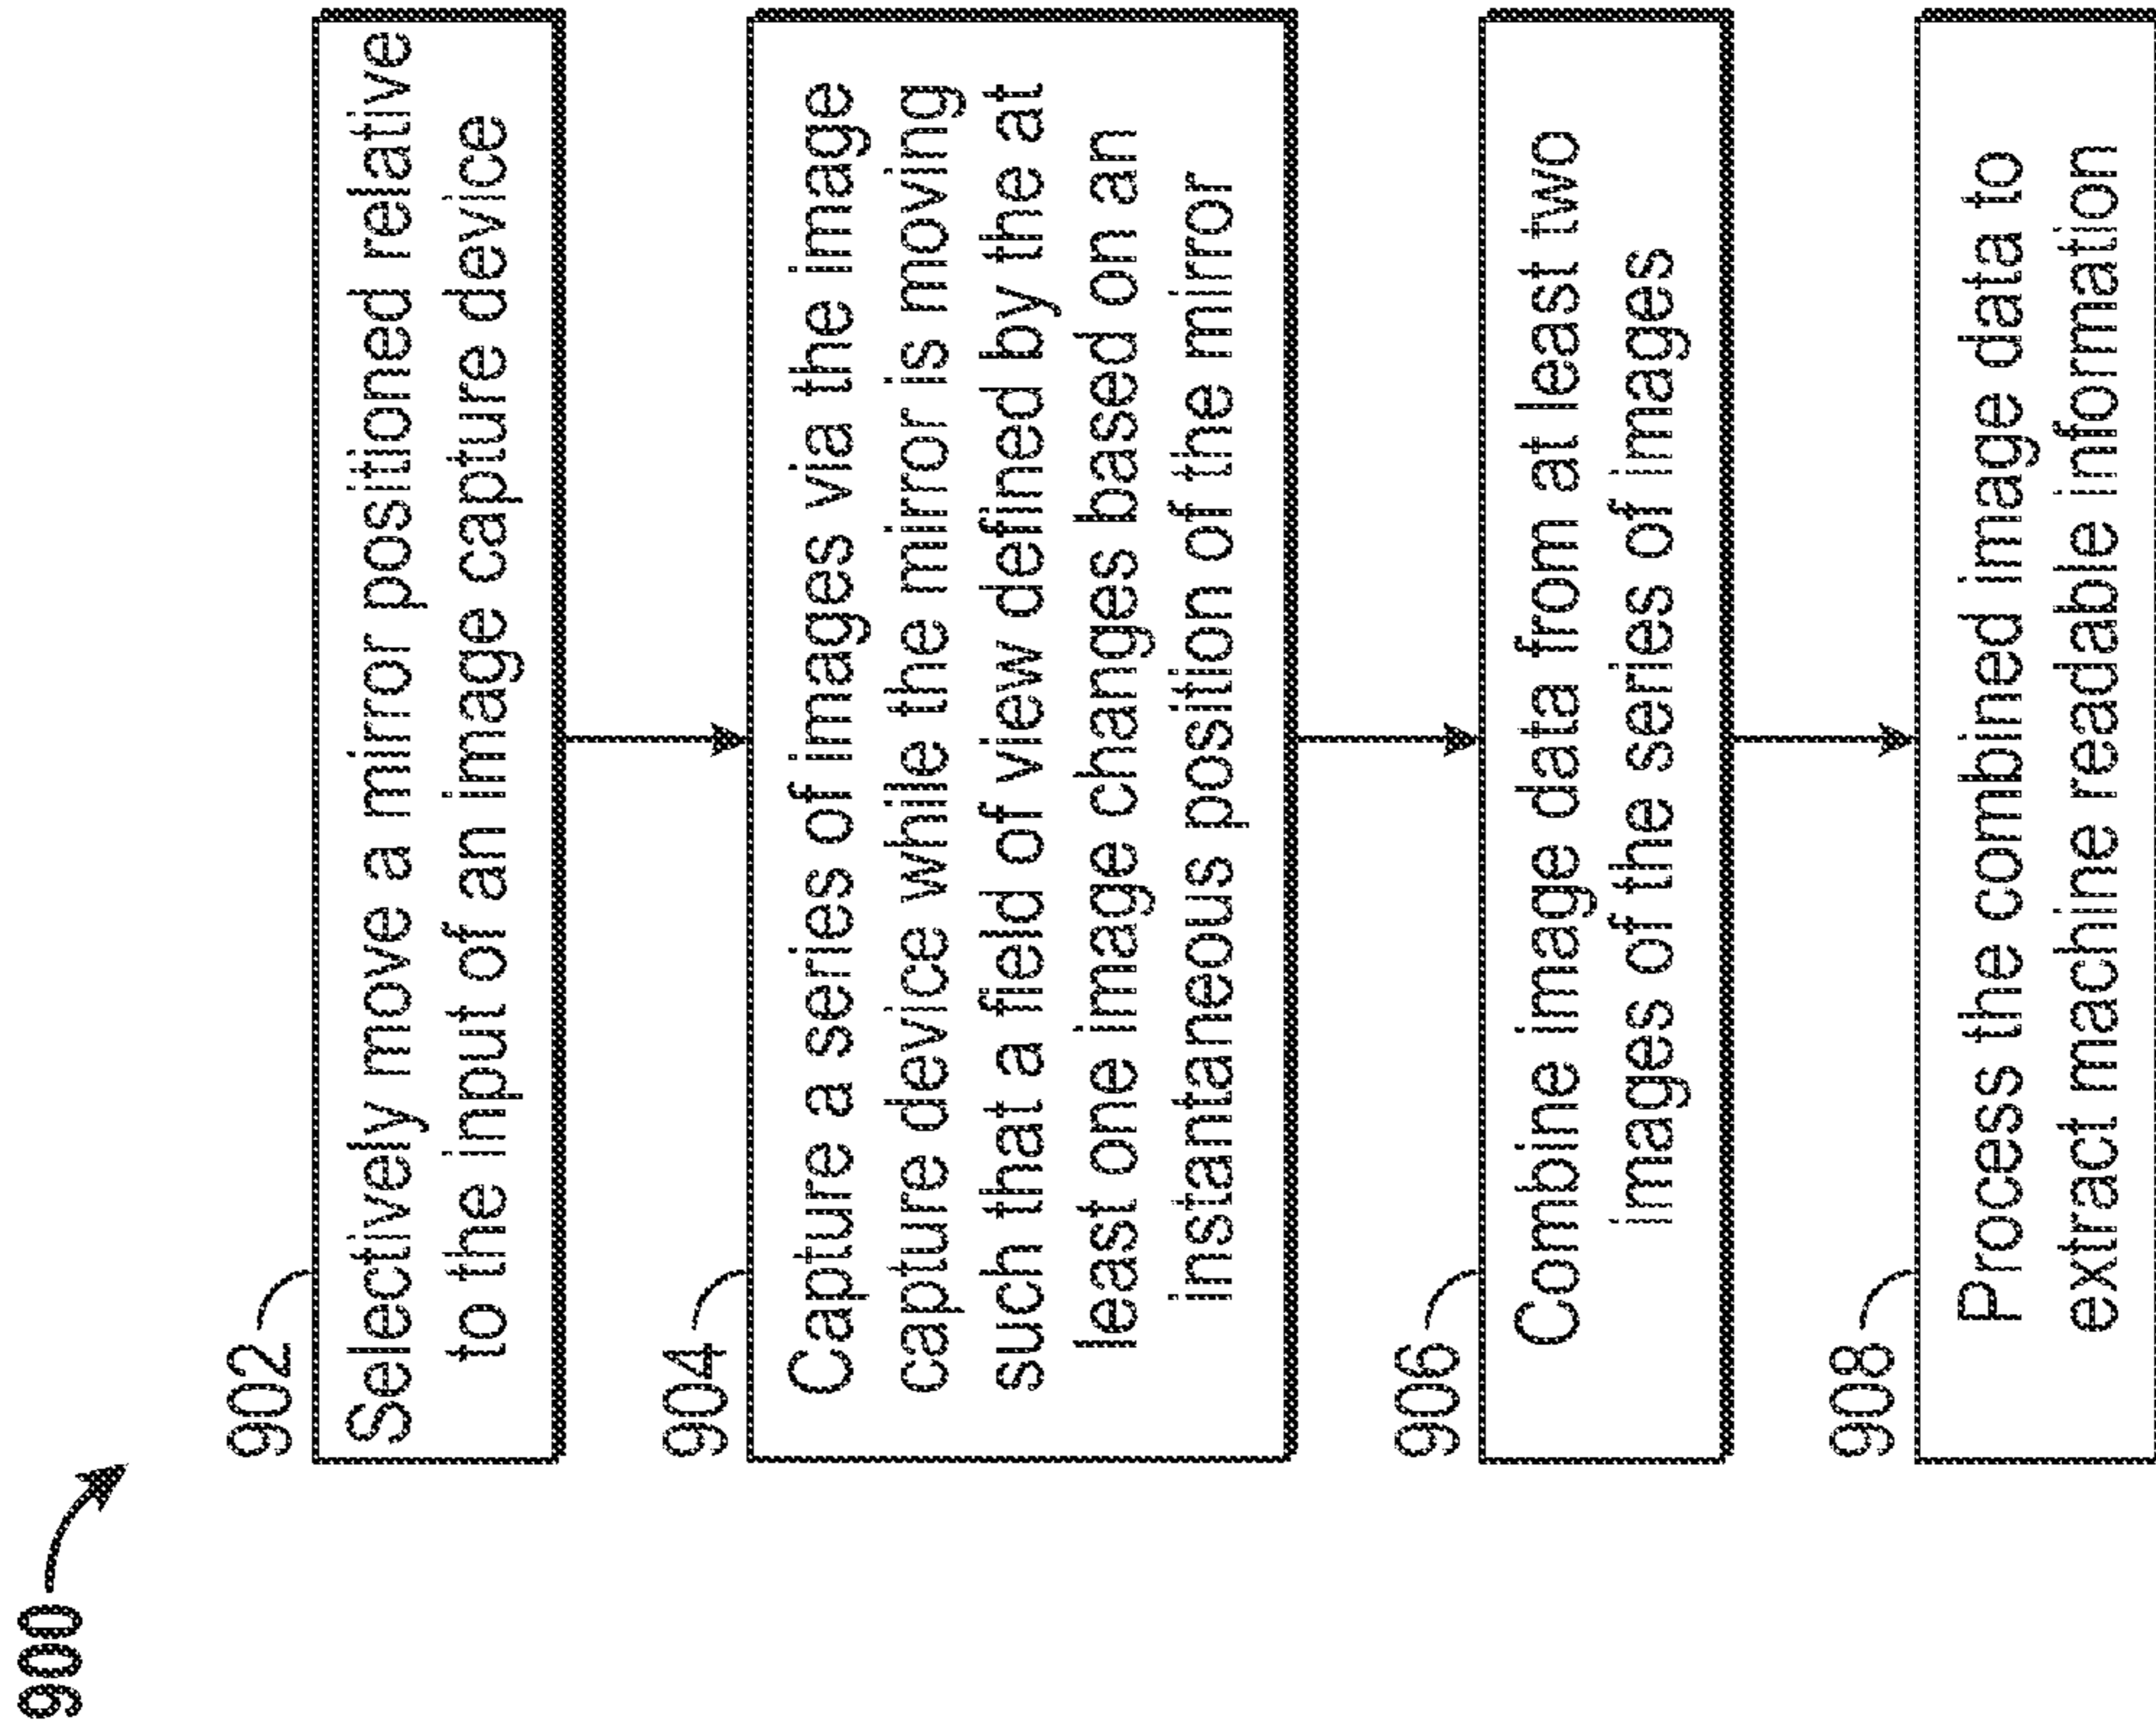 900
902
Selectively move a mirror positioned relative
to the input of an image capture device
904
Capture a series of images via the image
capture device while the mirror is moving
such that a field of view defined by the at
least one image changes based on an
instantaneous position of the mirror
906
Combine image data from at least two
images of the series of images
908
Process the combined image data to
extract machine readable information